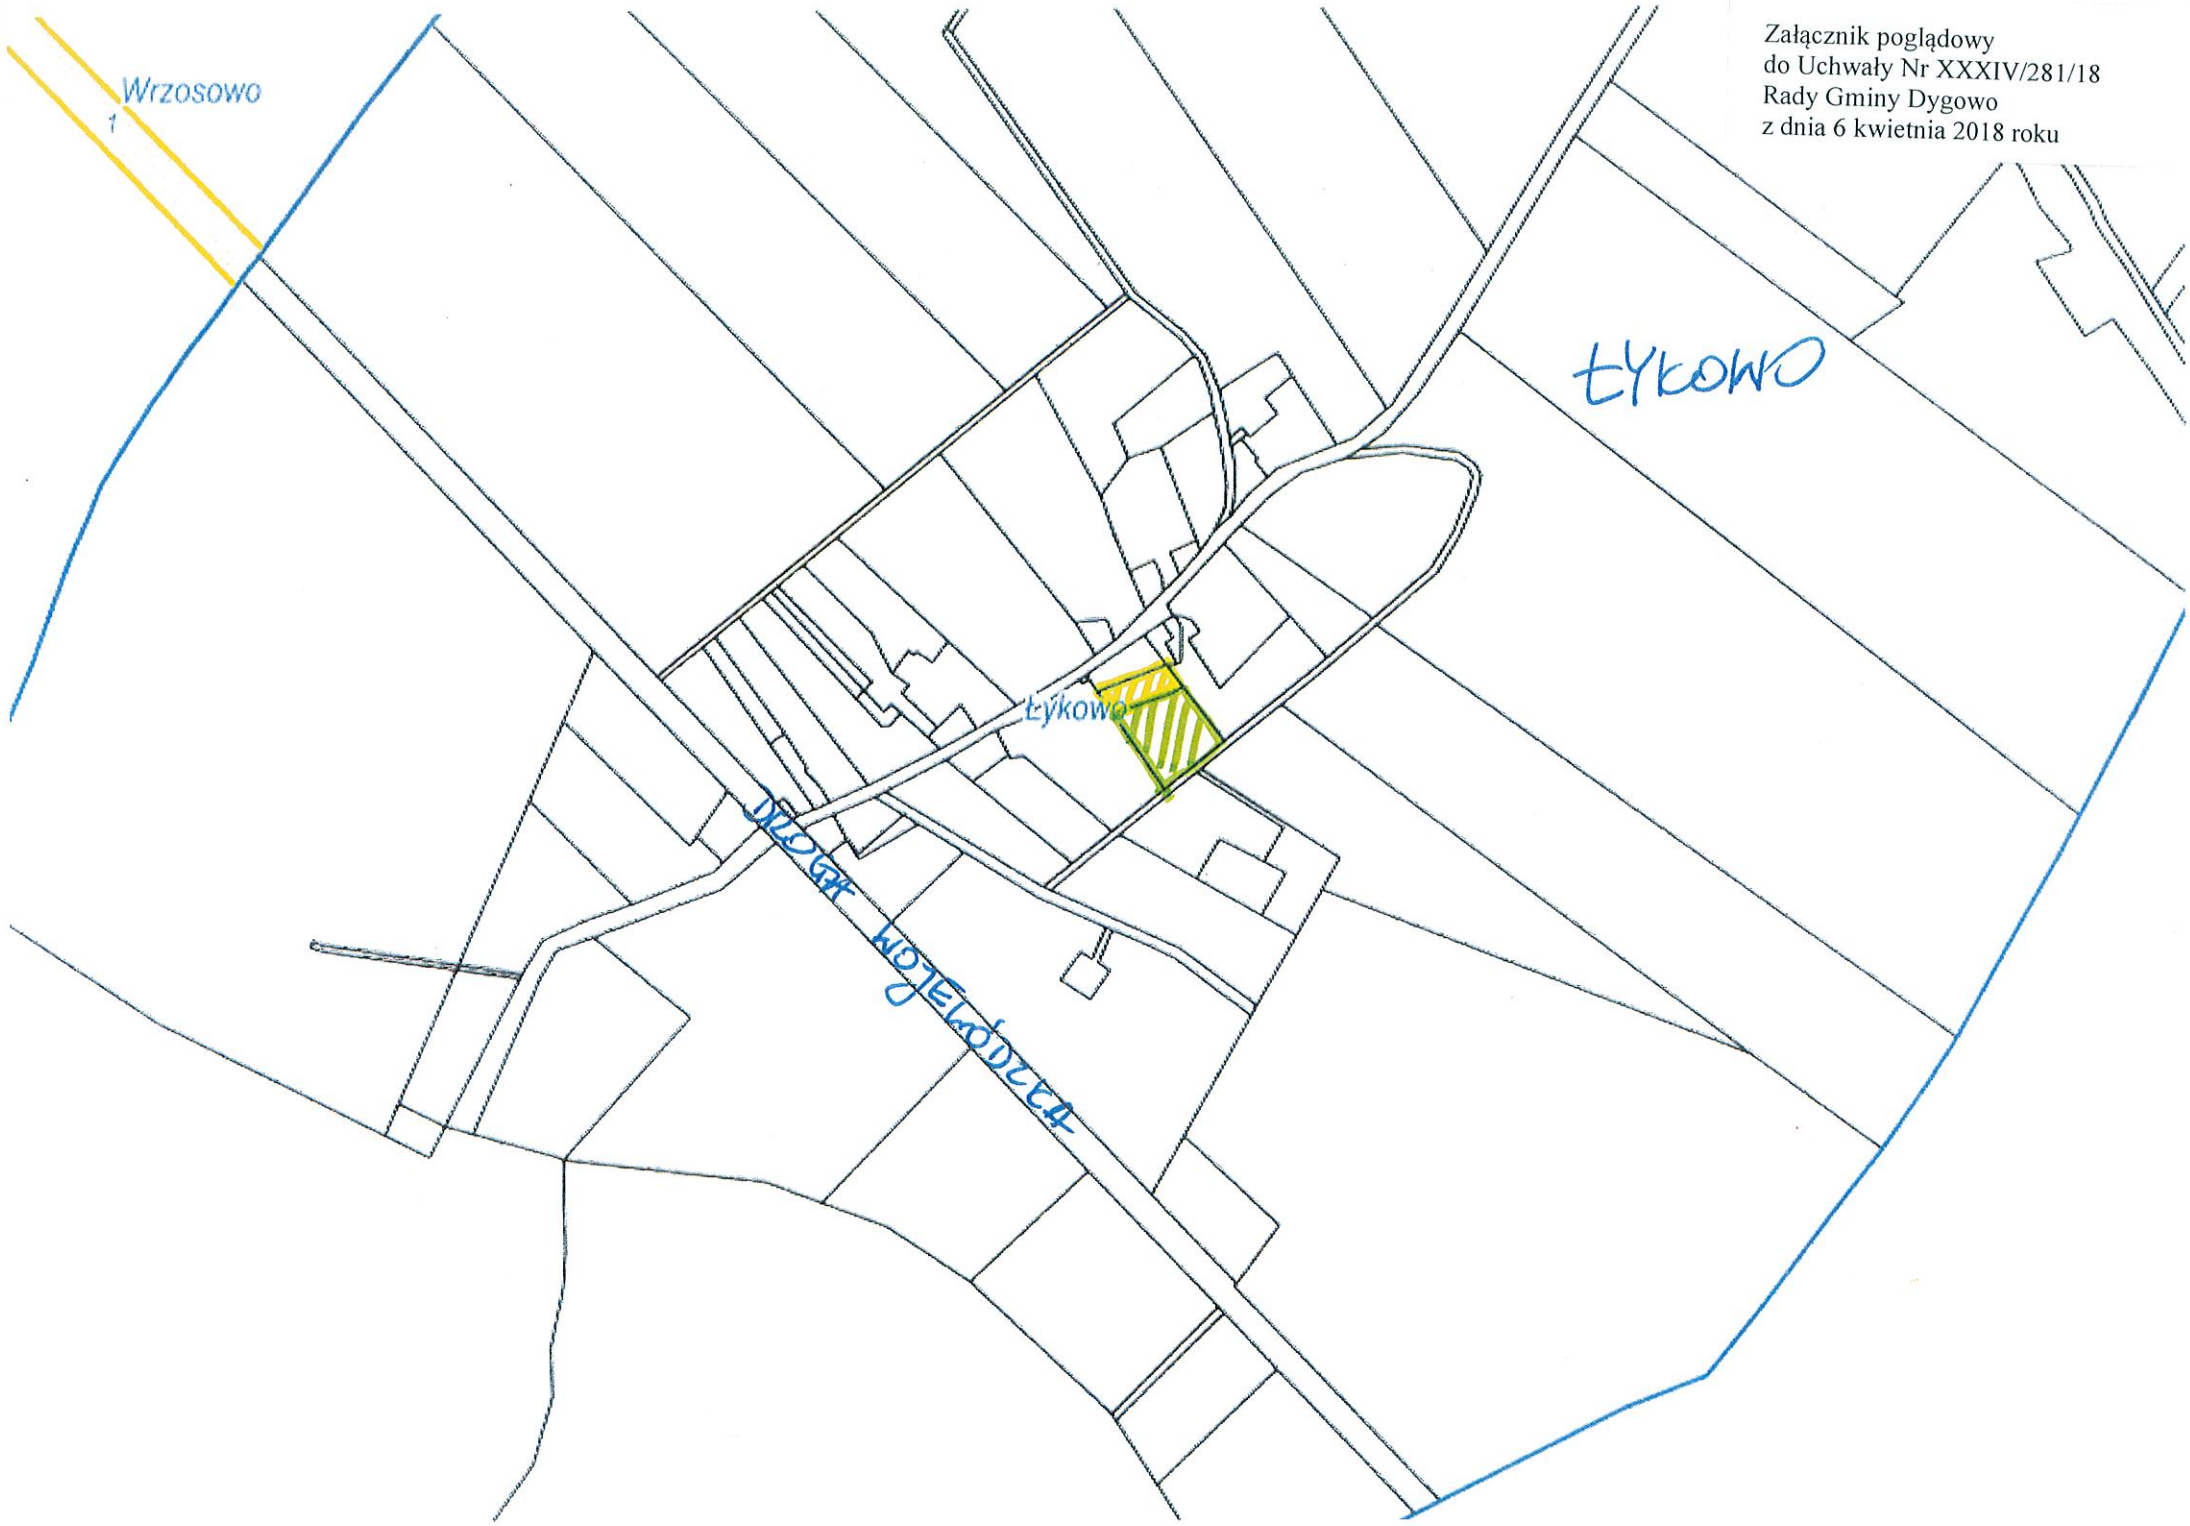 Załącznik poglądowy
do Uchwały Nr XXXIV/281/18
Rady Gminy Dygowo
z dnia 6 kwietnia 2018 roku
Wrzosowo
1
ŁYKOWO
Łykowo
DROGA WOJEWÓDZKA